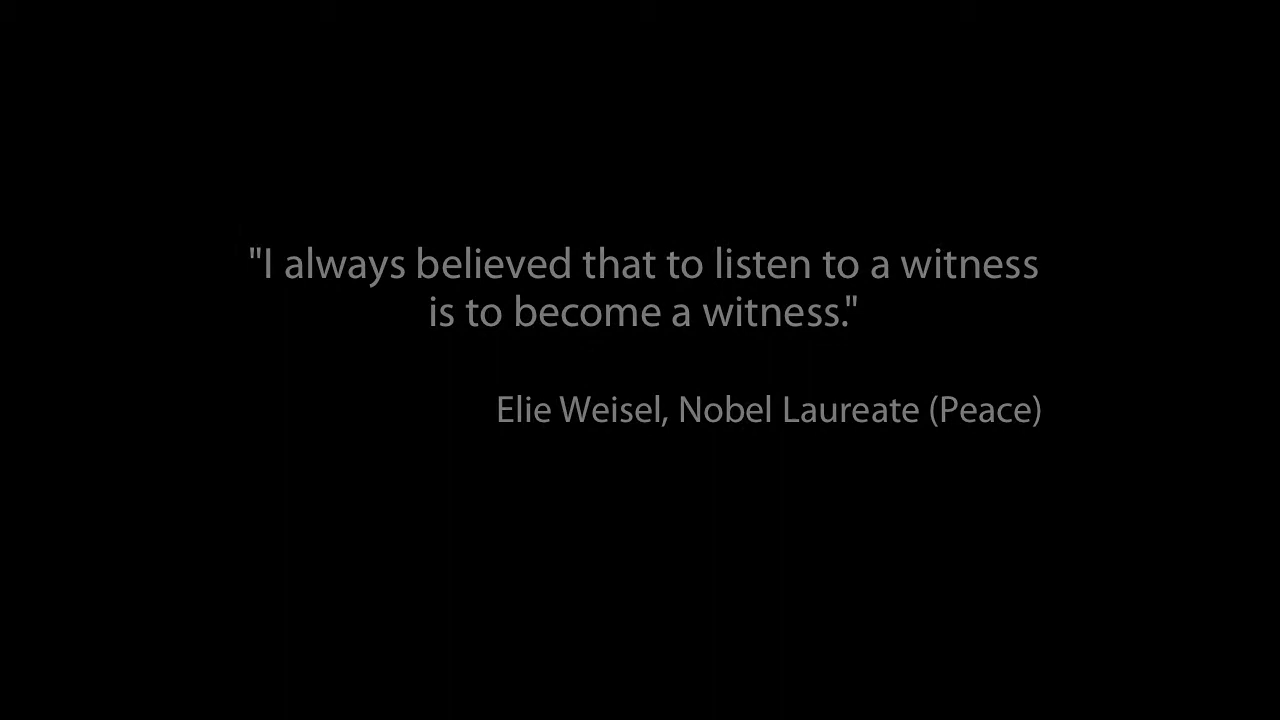 "I always believed that to listen to a witness
is to become a witness."
Elie Weisel, Nobel Laureate (Peace)